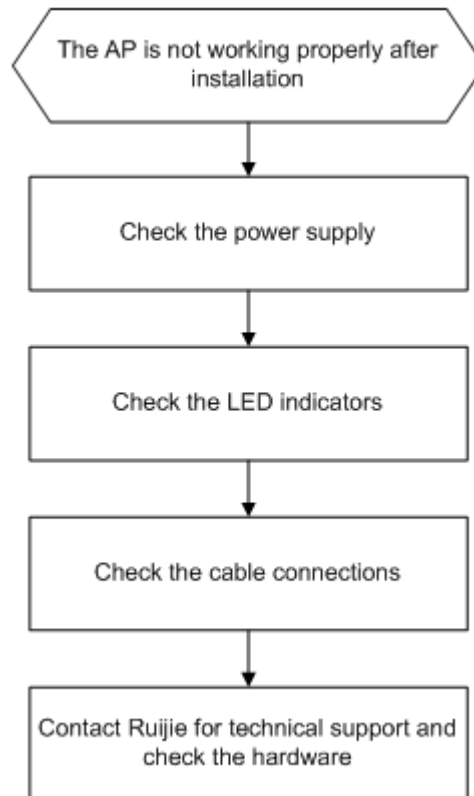 The AP is not working properly after
installation
Check the power supply
Check the LED indicators
Check the cable connections
Contact Ruijie for technical support and
check the hardware